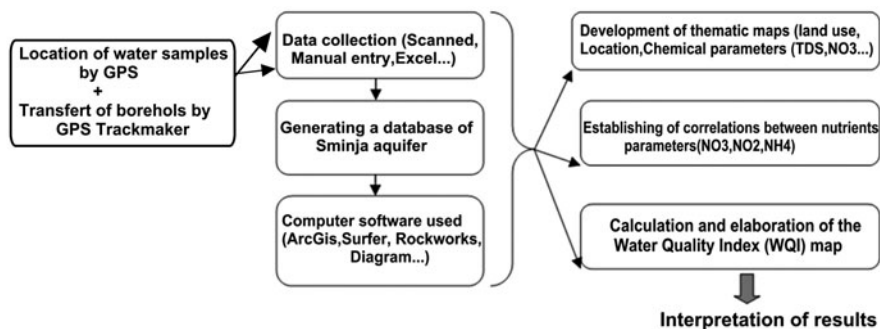 Location of water samples
by GPS
+
Transfert of borehols by
GPS Trackmaker
Data collection (Scanned,
Manual entry,Excel...)
Generating a database of
Sminja aquifer
Computer software used
(ArcGis,Surfer, Rockworks,
Diagram...)
Development of thematic maps (land use,
Location,Chemical parameters (TDS,NO3...)
Establishing of correlations between nutrients
parameters(NO3,NO2,NH4)
Calculation and elaboration of the
Water Quality Index (WQI) map
Interpretation of results